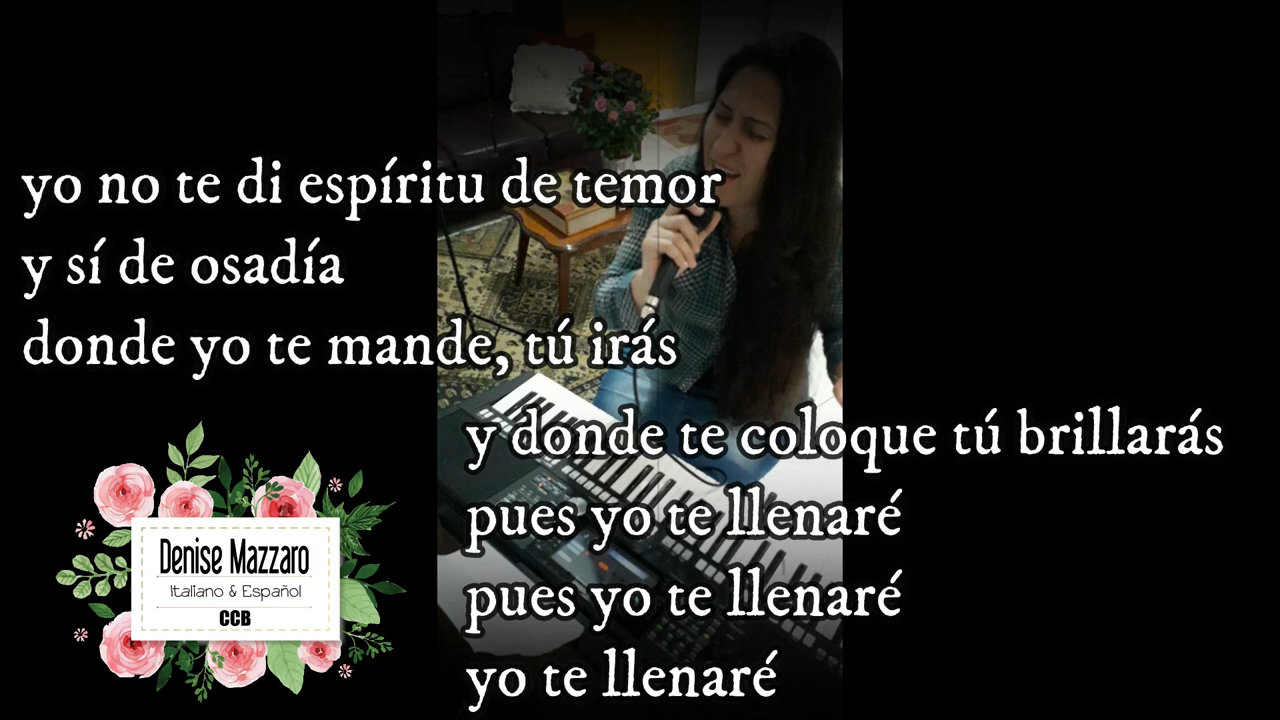 yo no te di espíritu de temor
y sí de osadía
donde yo te mande, tú irás
y donde te coloque tú brillarás
pues yo te llenaré
pues yo te llenaré
yo te llenaré
Denise Mazzaro
Italiano & Español
CCB